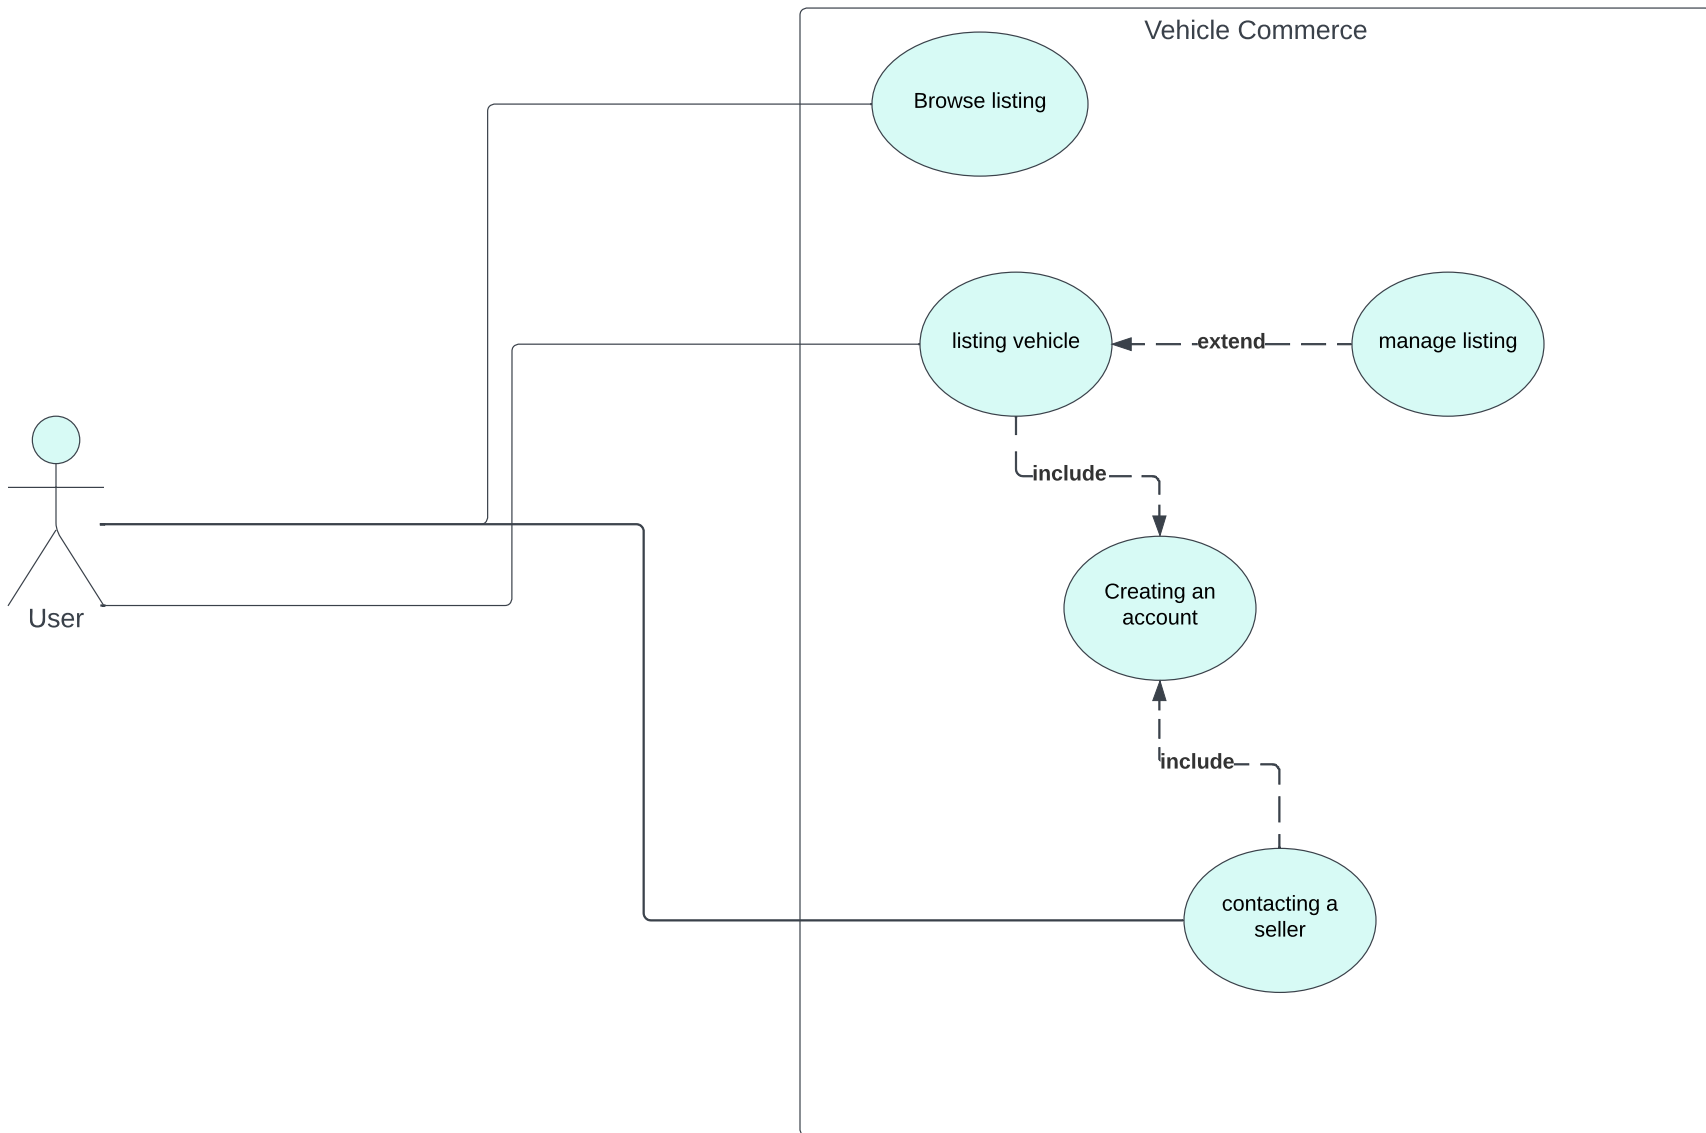 Vehicle Commerce
Browse listing
listing vehicle
extend
manage listing
include
Creating an
account
User
include
contacting a
seller